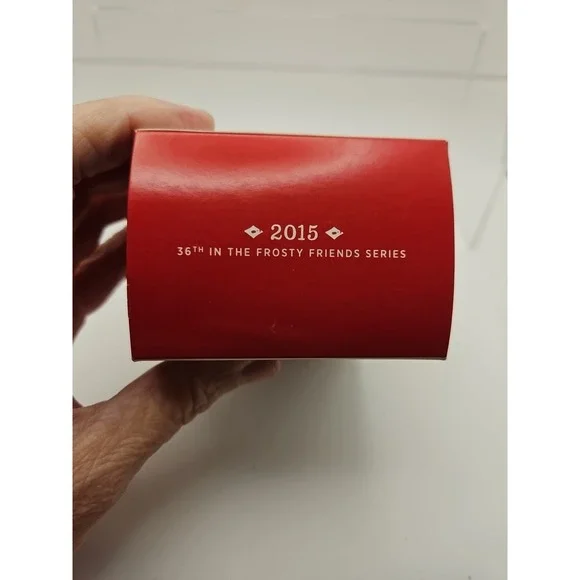 2015
36TH IN THE FROSTY FRIENDS SERIES